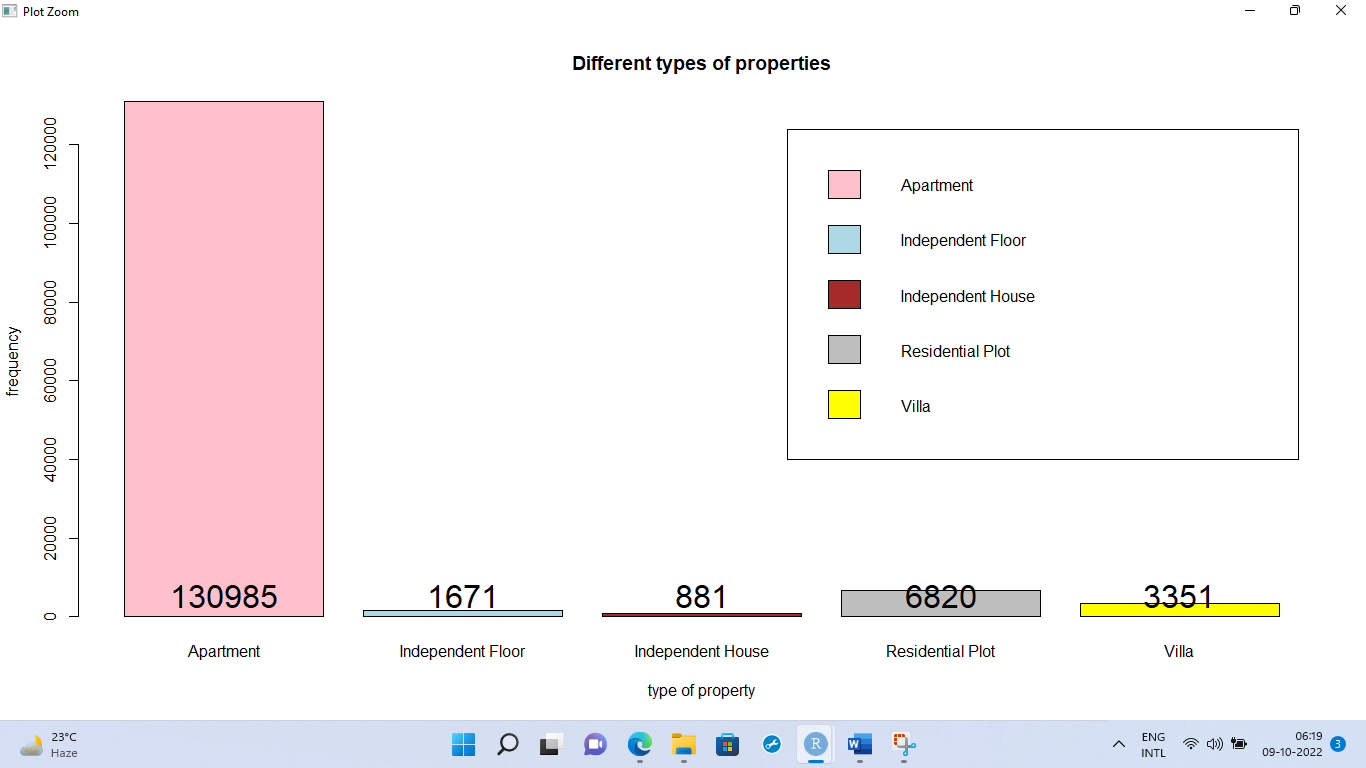 Plot Zoom
Different types of properties
120000
100000
80000
60000
40000
20000
0
frequency
Apartment
Independent Floor
Independent House
Residential Plot
Villa
130985
1671
881
6820
3351
Apartment
Independent Floor
Independent House
Residential Plot
Villa
type of property
23°C
Haze
R
W
ENG
INTL
06:19
09-10-2022
3